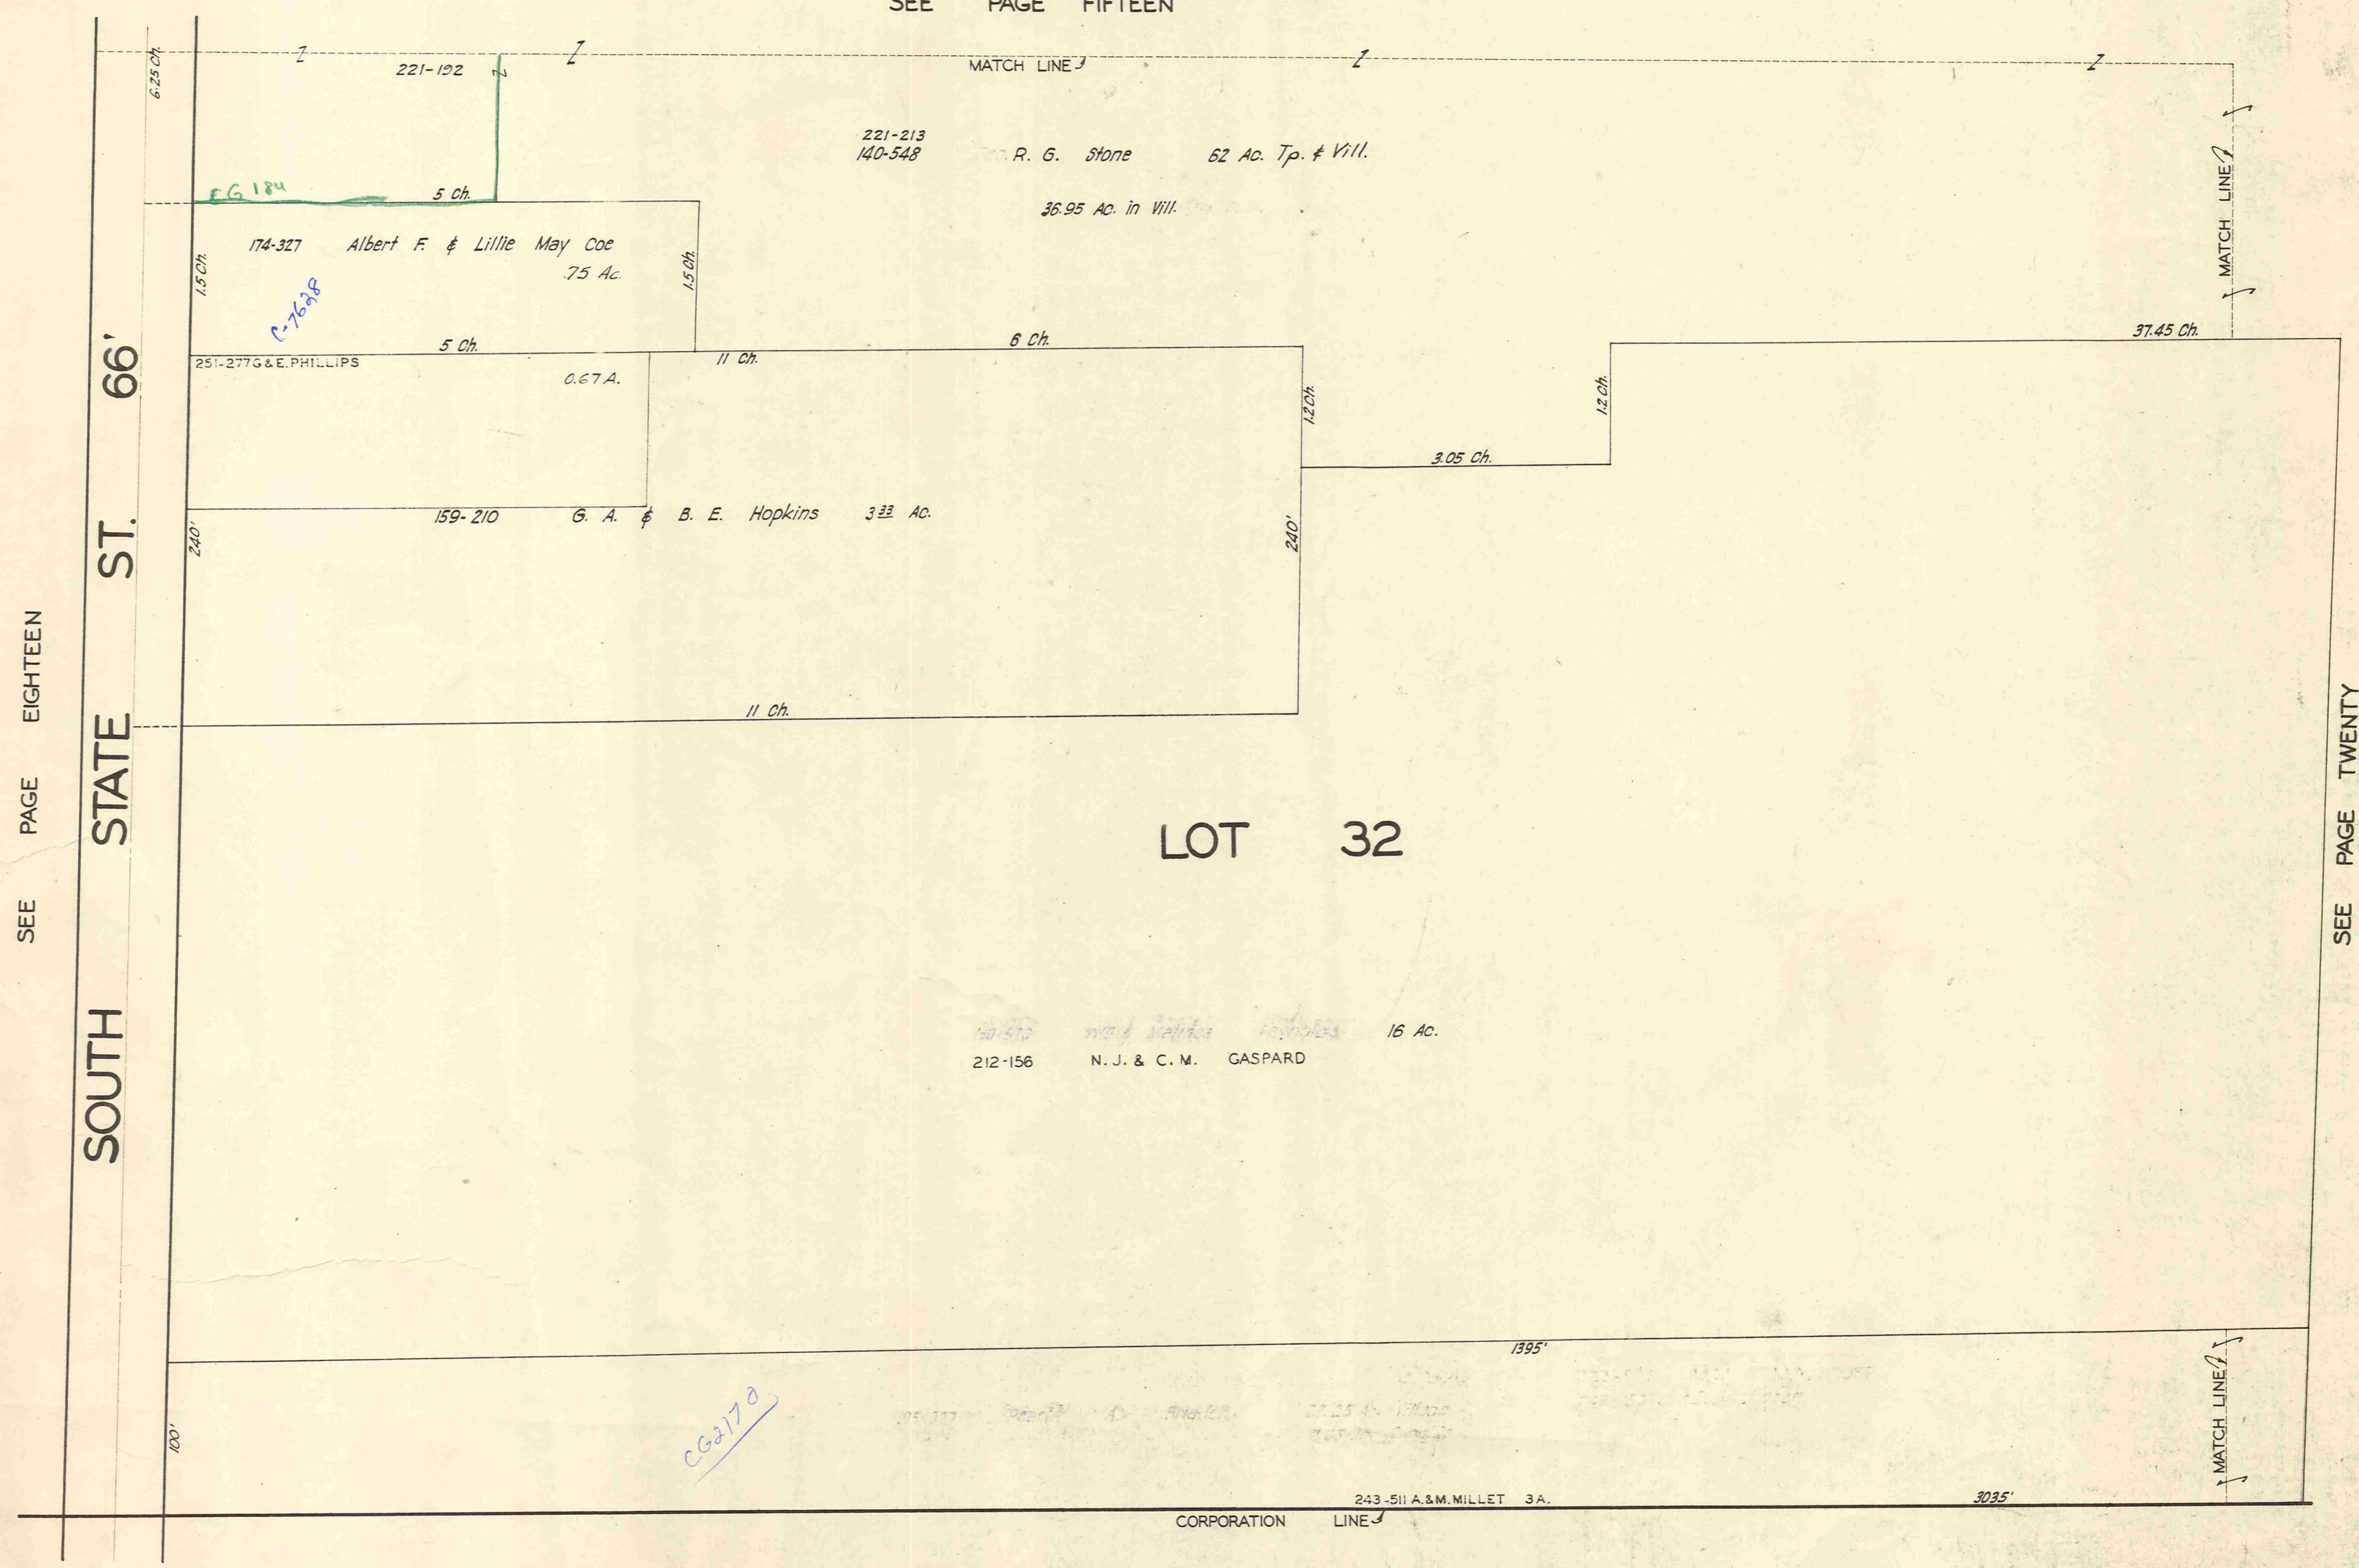 SEE PAGE FIFTEEN
6.25 Ch.
221-192
MATCH LINE
221-213
140-548 R. G. Stone 62 Ac. Tp. & Vill.
36.95 Ac. in Vill.
MATCH LINE
EG 184
5 Ch.
174-327 Albert F. & Lillie May Coe
.75 Ac.
1.5 Ch.
1.5 Ch.
C-7628
5 Ch.
11 Ch.
6 Ch.
37.45 Ch.
251-277 G & E. PHILLIPS
0.67 A.
1.2 Ch.
1.2 Ch.
3.05 Ch.
159-210 G. A. & B. E. Hopkins 3 33 Ac.
240'
240'
11 Ch.
SOUTH STATE ST. 66'
SEE PAGE EIGHTEEN
SEE PAGE TWENTY
LOT 32
16 Ac.
212-156 N. J. & C. M. GASPARD
1395'
100'
CG2170
MATCH LINE
243-511 A. & M. MILLET 3 A.
3035'
CORPORATION LINE